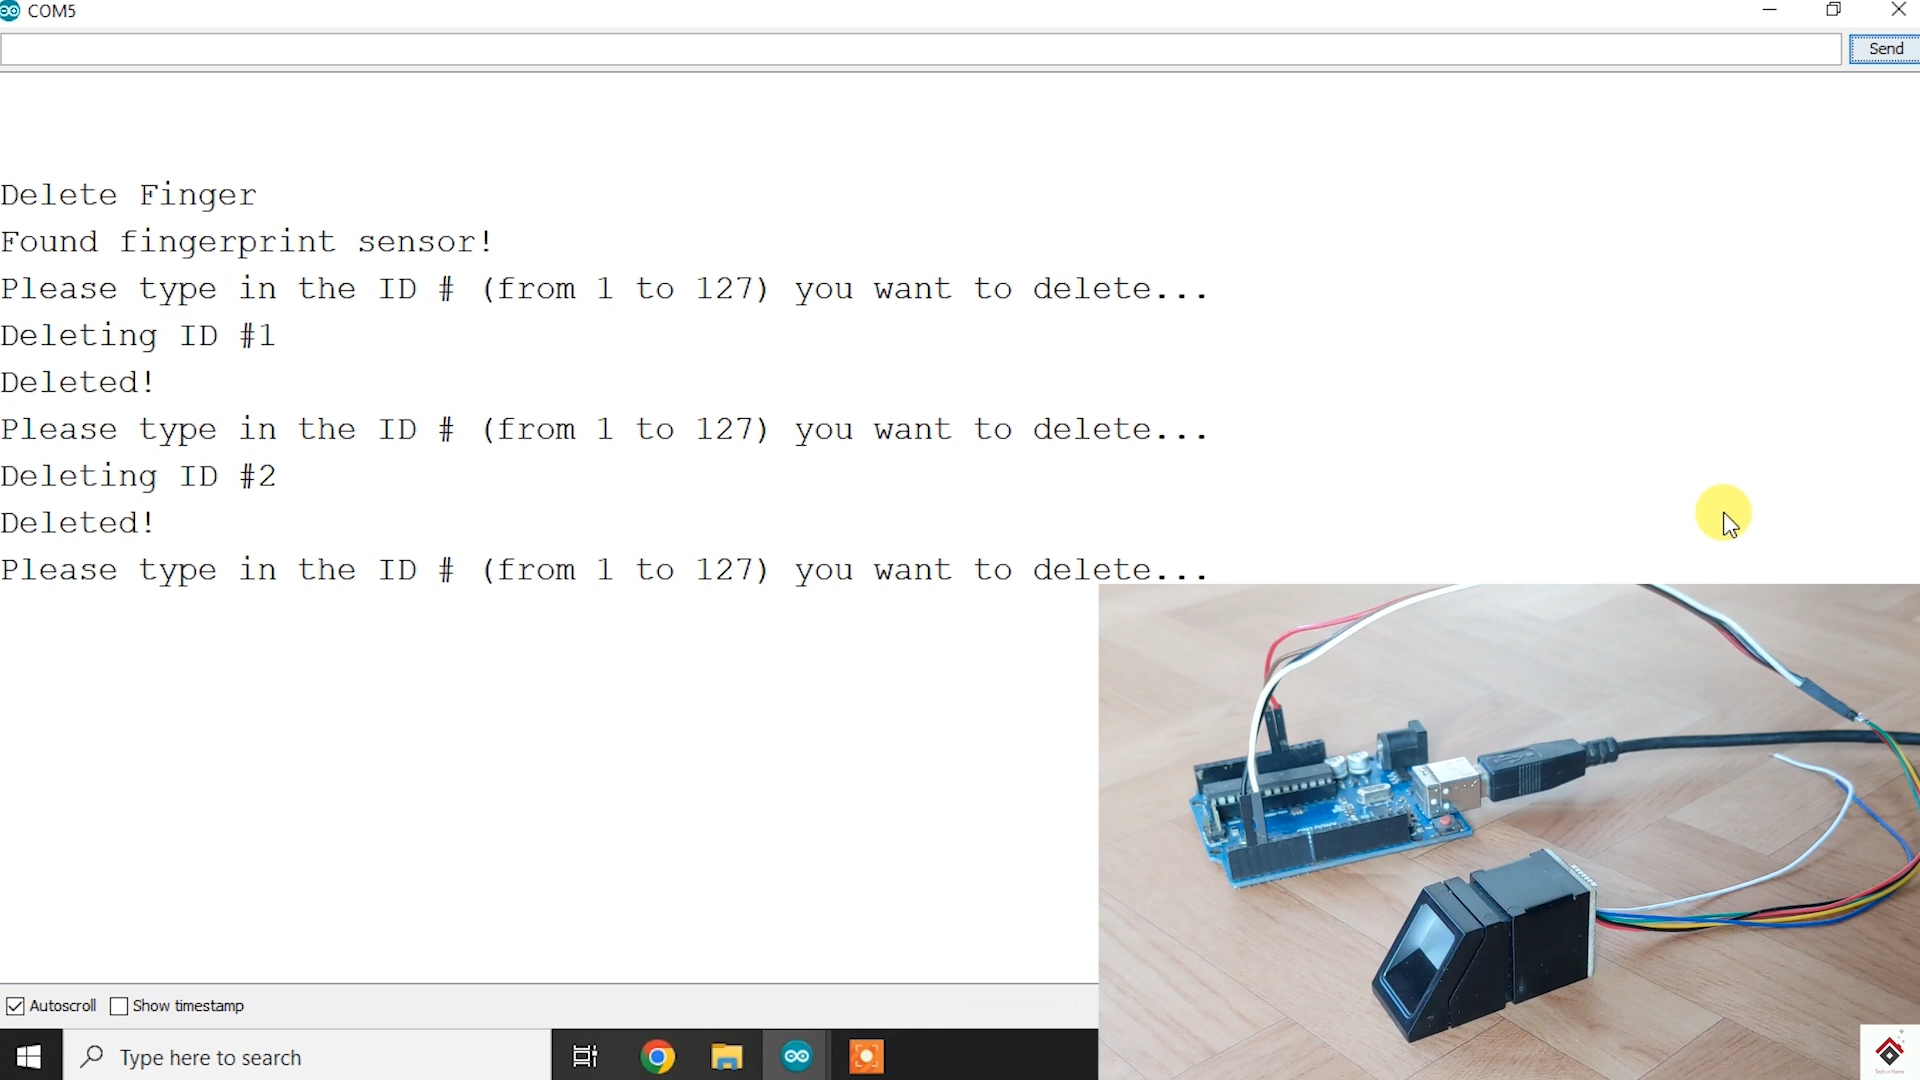 COM5
Send
Delete Finger
Found fingerprint sensor!
Please type in the ID # (from 1 to 127) you want to delete...
Deleting ID #1
Deleted!
Please type in the ID # (from 1 to 127) you want to delete...
Deleting ID #2
Deleted!
Please type in the ID # (from 1 to 127) you want to delete...
Autoscroll
Show timestamp
Type here to search
Tech at Home